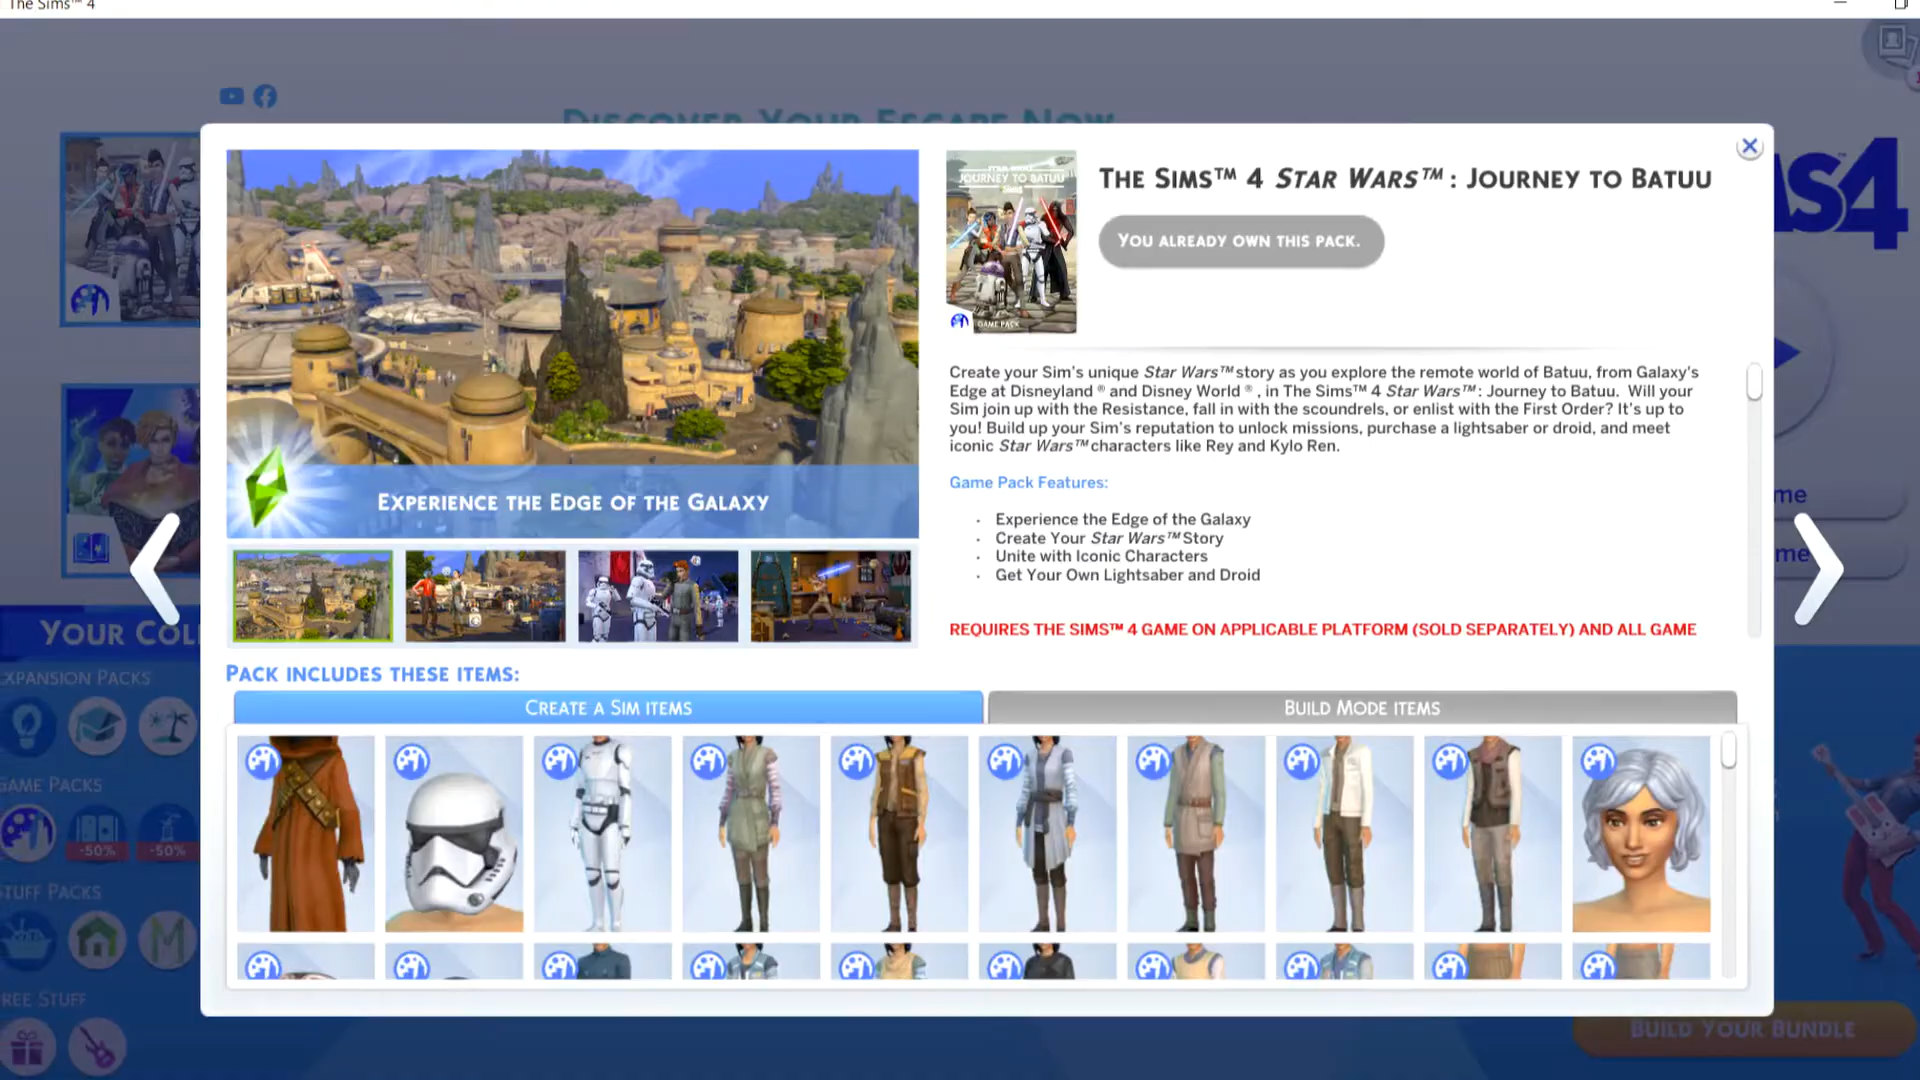 The Sims™ 4
DISCOVER YOUR ESCAPE NOW
THE SIMS™ 4 STAR WARS™ : JOURNEY TO BATUU
YOU ALREADY OWN THIS PACK.
JOURNEY TO BATUU
GAME PACK
Create your Sim's unique Star Wars™ story as you explore the remote world of Batuu, from Galaxy's
Edge at Disneyland ® and Disney World ® , in The Sims™ 4 Star Wars™ : Journey to Batuu. Will your
Sim join up with the Resistance, fall in with the scoundrels, or enlist with the First Order? It's up to
you! Build up your Sim's reputation to unlock missions, purchase a lightsaber or droid, and meet
iconic Star Wars™ characters like Rey and Kylo Ren.
Game Pack Features:
· Experience the Edge of the Galaxy
· Create Your Star Wars™ Story
· Unite with Iconic Characters
· Get Your Own Lightsaber and Droid
REQUIRES THE SIMS™ 4 GAME ON APPLICABLE PLATFORM (SOLD SEPARATELY) AND ALL GAME
EXPERIENCE THE EDGE OF THE GALAXY
PACK INCLUDES THESE ITEMS:
CREATE A SIM ITEMS
BUILD MODE ITEMS
YOUR COL
XPANSION PACKS
GAME PACKS
-50%
-50%
TUFF PACKS
REE STUFF
MS4
me
me
BUILD YOUR BUNDLE